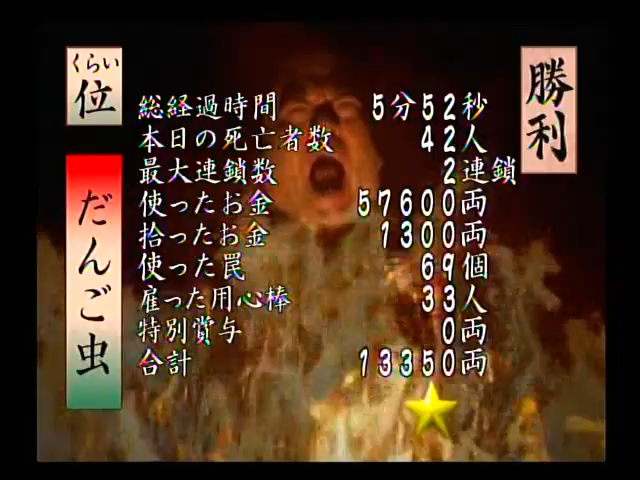 くらい
位
だんご虫
勝利
総経過時間 5分52秒
本日の死亡者数 42人
最大連鎖数 2連鎖
使ったお金 57600両
拾ったお金 1300両
使った罠 69個
雇った用心棒 33人
特別賞与 0両
合計 13350両